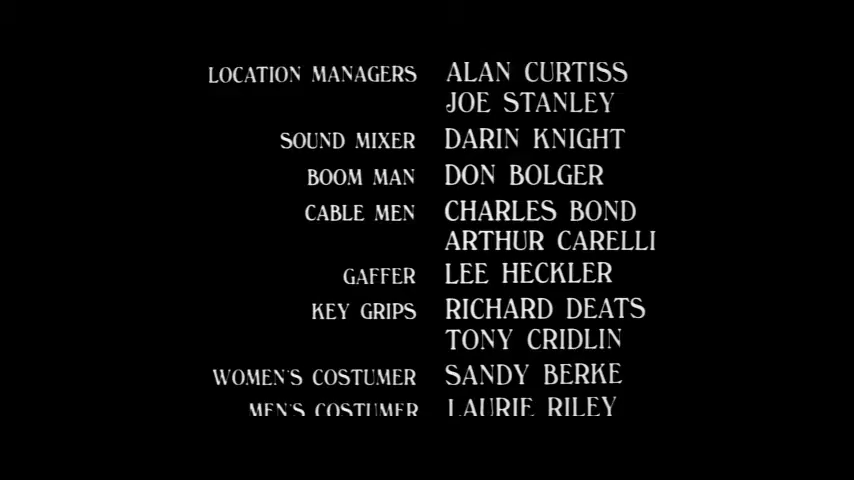 LOCATION MANAGERS ALAN CURTISS
JOE STANLEY
SOUND MIXER DARIN KNIGHT
BOOM MAN DON BOLGER
CABLE MEN CHARLES BOND
ARTHUR CARELLI
GAFFER LEE HECKLER
KEY GRIPS RICHARD DEATS
TONY CRIDLIN
WOMEN'S COSTUMER SANDY BERKE
MEN'S COSTUMER LAURIE RILEY